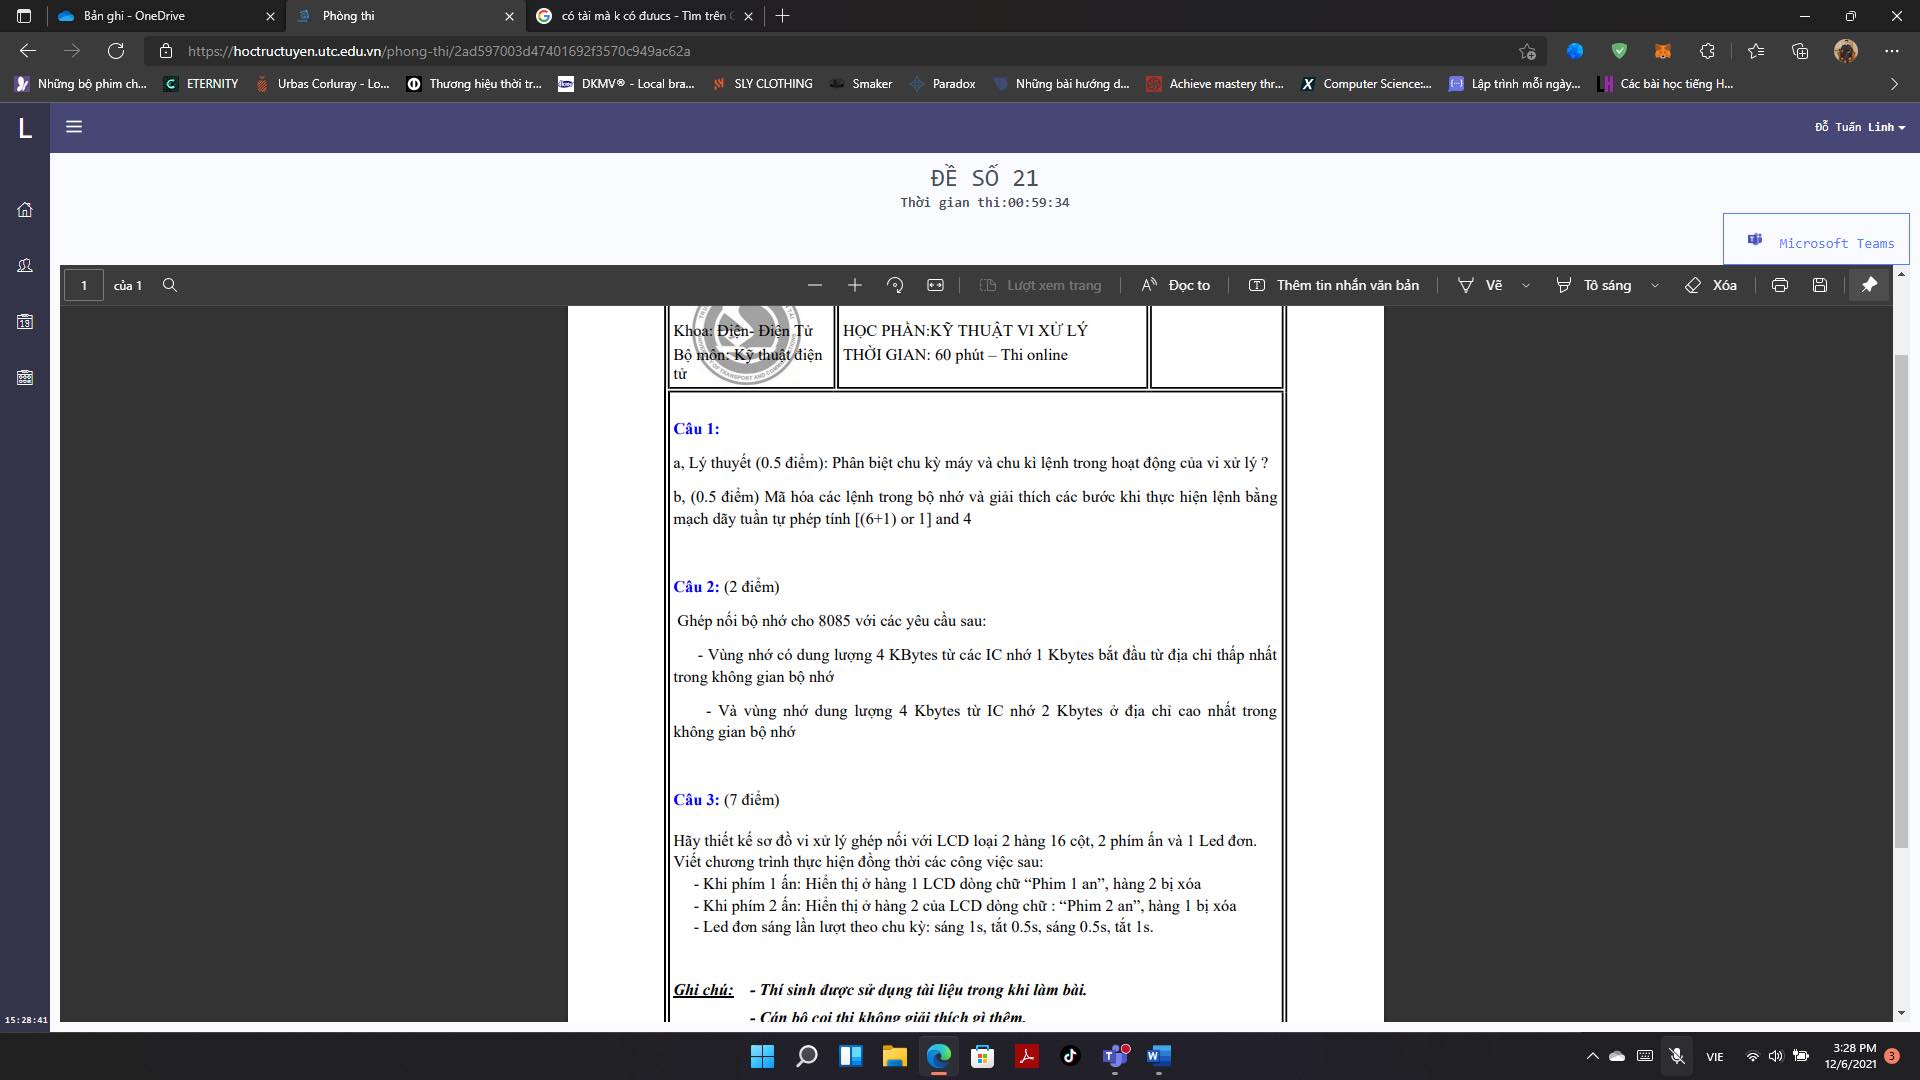 Bản ghi - OneDrive
Phòng thi
có tài mà k có đưucs - Tìm trên
https://hoctructuyen.utc.edu.vn/phong-thi/2ad597003d47401692f3570c949ac62a
Những bộ phim ch...
ETERNITY
Urbas Corluray - Lo...
Thương hiệu thời tr...
DKMV® - Local bra...
SLY CLOTHING
Smaker
Paradox
Những bài hướng d...
Achieve mastery thr...
Computer Science:...
Lập trình mỗi ngày...
Các bài học tiếng H...
L
Đỗ Tuấn Linh
ĐỀ SỐ 21
Thời gian thi:00:59:34
Microsoft Teams
1 của 1
Lượt xem trang
Đọc to
Thêm tin nhắn văn bản
Vẽ
Tô sáng
Xóa
Khoa: Điện- Điện Tử
Bộ môn: Kỹ thuật điện
tử
HỌC PHẦN:KỸ THUẬT VI XỬ LÝ
THỜI GIAN: 60 phút – Thi online
Câu 1:
a, Lý thuyết (0.5 điểm): Phân biệt chu kỳ máy và chu kì lệnh trong hoạt động của vi xử lý ?
b, (0.5 điểm) Mã hóa các lệnh trong bộ nhớ và giải thích các bước khi thực hiện lệnh bằng
mạch dãy tuần tự phép tính [(6+1) or 1] and 4
Câu 2: (2 điểm)
Ghép nối bộ nhớ cho 8085 với các yêu cầu sau:
- Vùng nhớ có dung lượng 4 KBytes từ các IC nhớ 1 Kbytes bắt đầu từ địa chỉ thấp nhất
trong không gian bộ nhớ
- Và vùng nhớ dung lượng 4 Kbytes từ IC nhớ 2 Kbytes ở địa chỉ cao nhất trong
không gian bộ nhớ
Câu 3: (7 điểm)
Hãy thiết kế sơ đồ vi xử lý ghép nối với LCD loại 2 hàng 16 cột, 2 phím ấn và 1 Led đơn.
Viết chương trình thực hiện đồng thời các công việc sau:
- Khi phím 1 ấn: Hiển thị ở hàng 1 LCD dòng chữ “Phim 1 an”, hàng 2 bị xóa
- Khi phím 2 ấn: Hiển thị ở hàng 2 của LCD dòng chữ : “Phim 2 an”, hàng 1 bị xóa
- Led đơn sáng lần lượt theo chu kỳ: sáng 1s, tắt 0.5s, sáng 0.5s, tắt 1s.
Ghi chú: - Thí sinh được sử dụng tài liệu trong khi làm bài.
- Cán bộ coi thi không giải thích gì thêm.
15:28:41
VIE
3:28 PM
12/6/2021
3